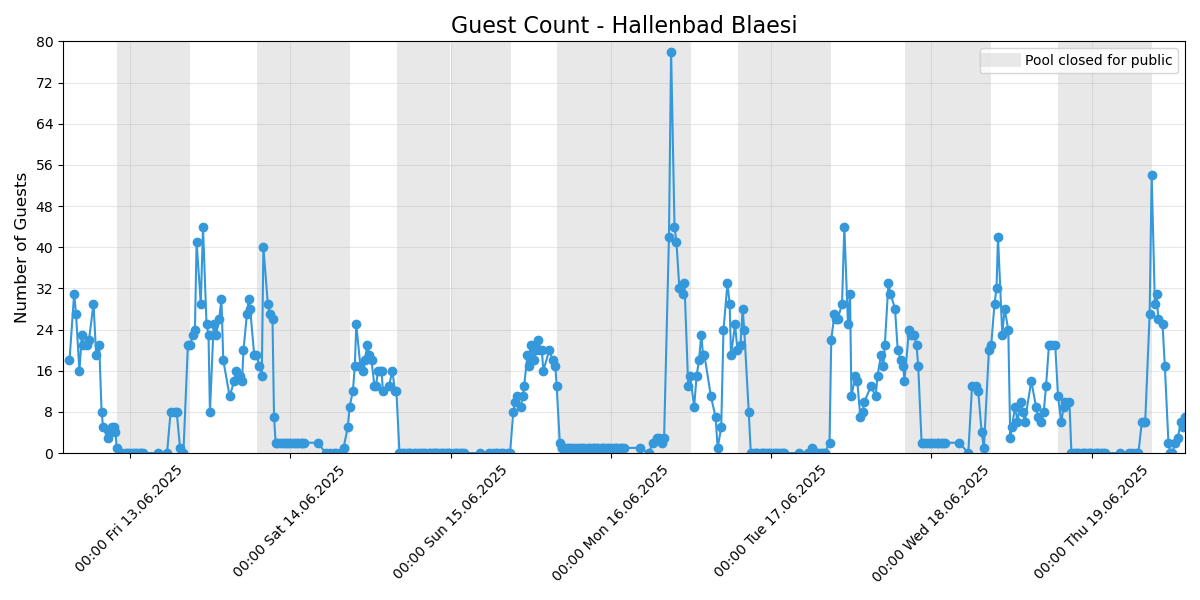 Guest Count - Hallenbad Blaesi
Pool closed for public
Number of Guests
80
72
64
56
48
40
32
24
16
8
0
00:00 Fri 13.06.2025
00:00 Sat 14.06.2025
00:00 Sun 15.06.2025
00:00 Mon 16.06.2025
00:00 Tue 17.06.2025
00:00 Wed 18.06.2025
00:00 Thu 19.06.2025